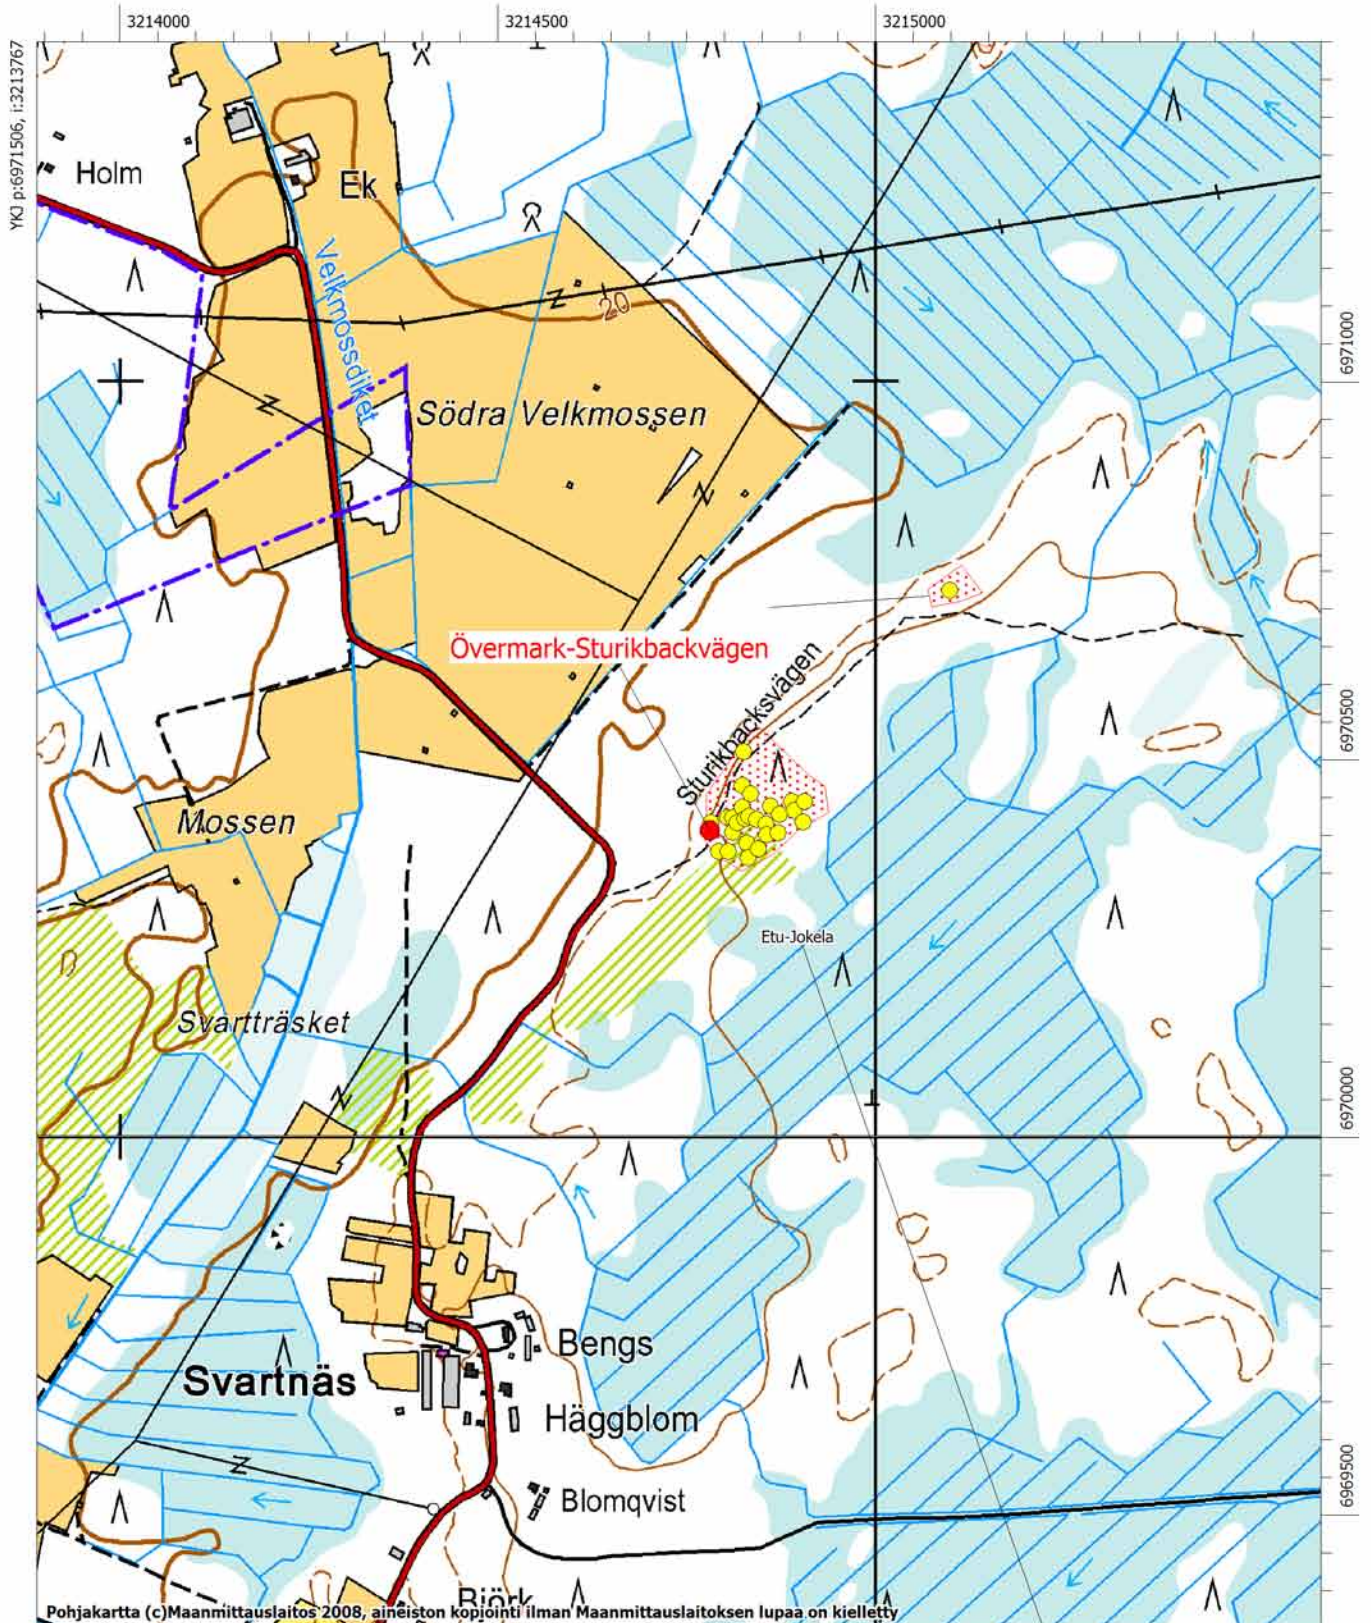 3214000
3214500
3215000
YKJ p:6971506, i:3213767
Holm
Ek
Velkmossdiket
20
6971000
Södra Velkmossen
Övermark-Sturikbackvägen
Sturikbacksvägen
6970500
Mossen
Etu-Jokela
Svartträsket
6970000
Bengs
Svartnäs
Häggblom
6969500
Blomqvist
Björk
Pohjakartta (c)Maanmittauslaitos 2008, aineiston kopiointi ilman Maanmittauslaitoksen lupaa on kielletty